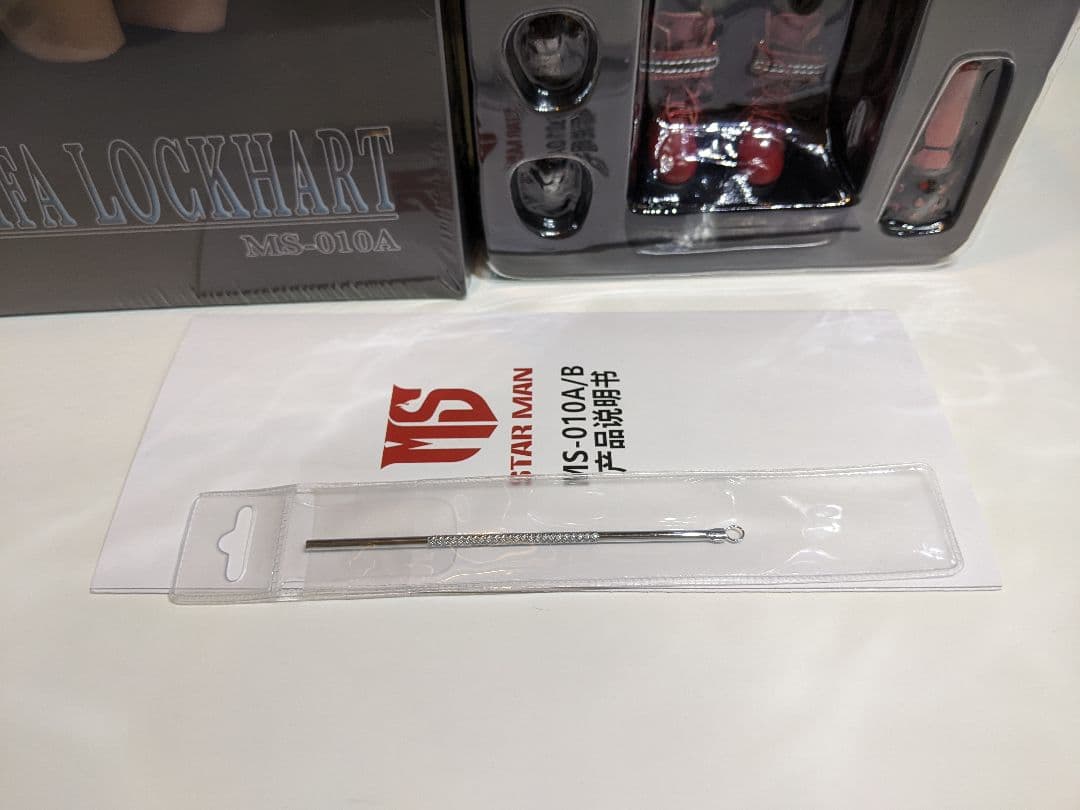 FA LOCKHART
MS-010A
MS
STAR MAN
MS-010A/B
产品说明书